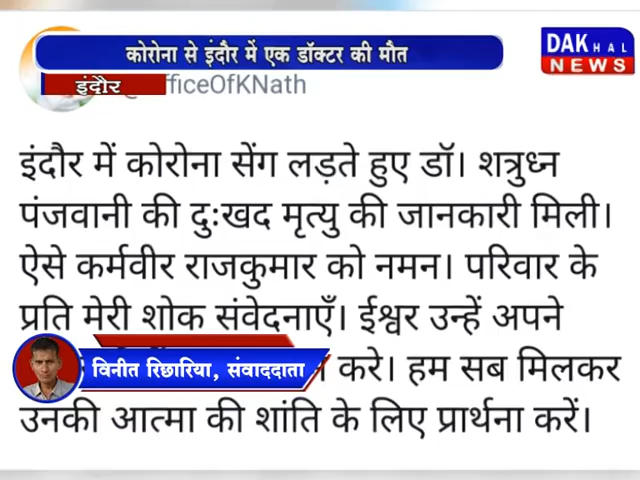 कोरोना से इंदौर में एक डॉक्टर की मौत
DAKHAL
NEWS
इंदौर
fficeOfKNath
इंदौर में कोरोना सेंग लड़ते हुए डॉ। शत्रुध्न
पंजवानी की दुःखद मृत्यु की जानकारी मिली।
ऐसे कर्मवीर राजकुमार को नमन। परिवार के
प्रति मेरी शोक संवेदनाएँ। ईश्वर उन्हें अपने
करे। हम सब मिलकर
विनीत रिछारिया, संवाददाता
उनकी आत्मा की शांति के लिए प्रार्थना करें।